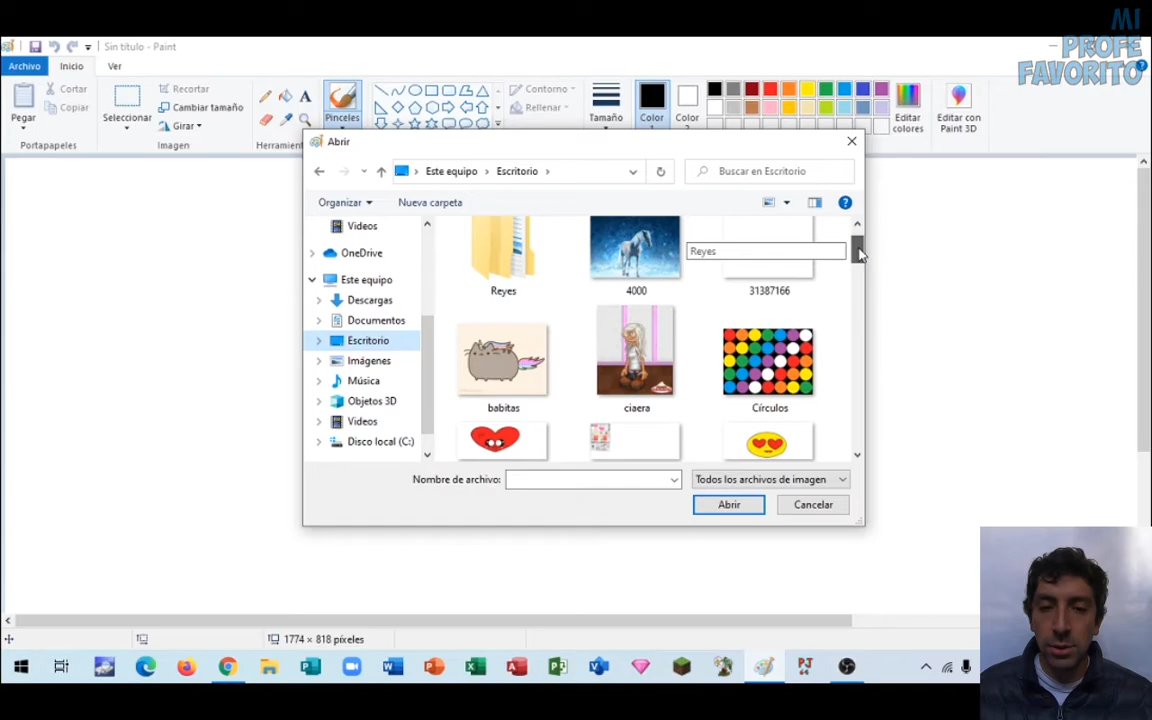 MI
PROFE
FAVORITO
Sin título - Paint
Archivo
Inicio
Ver
Pegar
Cortar
Copiar
Portapapeles
Seleccionar
Recortar
Cambiar tamaño
Girar
Imagen
A
Herramient
Pinceles
Contorno
Rellenar
Tamaño
Color
1
Color
2
Editar
colores
Editar con
Paint 3D
Abrir
Este equipo
Escritorio
Buscar en Escritorio
Organizar
Nueva carpeta
Videos
OneDrive
Este equipo
Descargas
Documentos
Escritorio
Imágenes
Música
Objetos 3D
Videos
Disco local (C:)
Reyes
4000
31387166
Reyes
babitas
ciaera
Círculos
Nombre de archivo:
Todos los archivos de imagen
Abrir
Cancelar
1774 × 818 píxeles